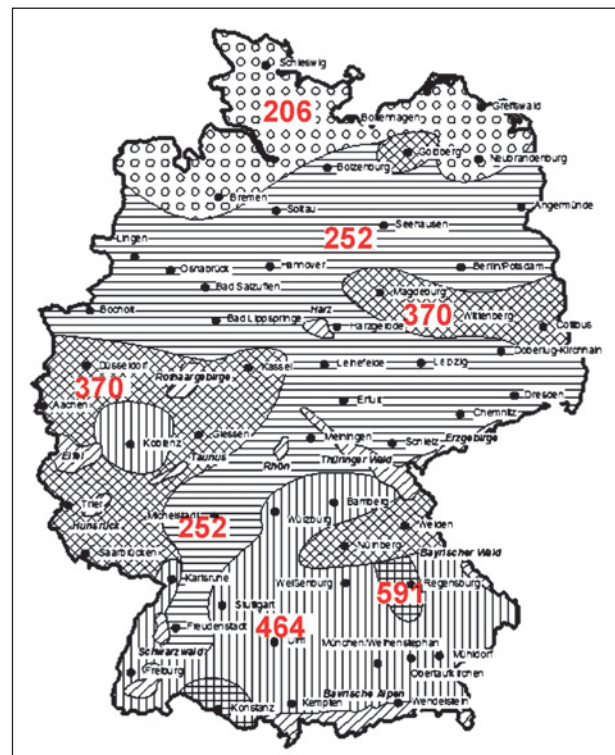 Schleswig
206
Greifswald
Boltenhagen
Goldberg
Neubrandenburg
Boizenburg
Bremen
Angermünde
Soltau
Seehausen
252
Lingen
Hannover
Berlin/Potsdam
Osnabrück
Magdeburg
Bad Salzuflen
370
Wittenberg
Bocholt
Harz
Bad Lippspringe
Harzgerode
Cottbus
Doberlug-Kirchhain
Düsseldorf
Kassel
Leinefelde
Leipzig
370
Rothaargebirge
Aachen
Erfurt
Dresden
Chemnitz
Koblenz
Giessen
Meiningen
Schleiz
Erzgebirge
Eifel
Taunus
Rhön
Thüringer Wald
Trier
Bamberg
Michelstadt
Würzburg
Hunsrück
252
Weiden
Nürnberg
Saarbrücken
Bayrischer Wald
Karlsruhe
Weißenburg
591
Regensburg
Stuttgart
Freudenstadt
464
Ulm
Schwarzwald
München/Weihenstephan
Mühldorf
Freiburg
Obertaufkirchen
Bayrische Alpen
Konstanz
Kempten
Wendelstein